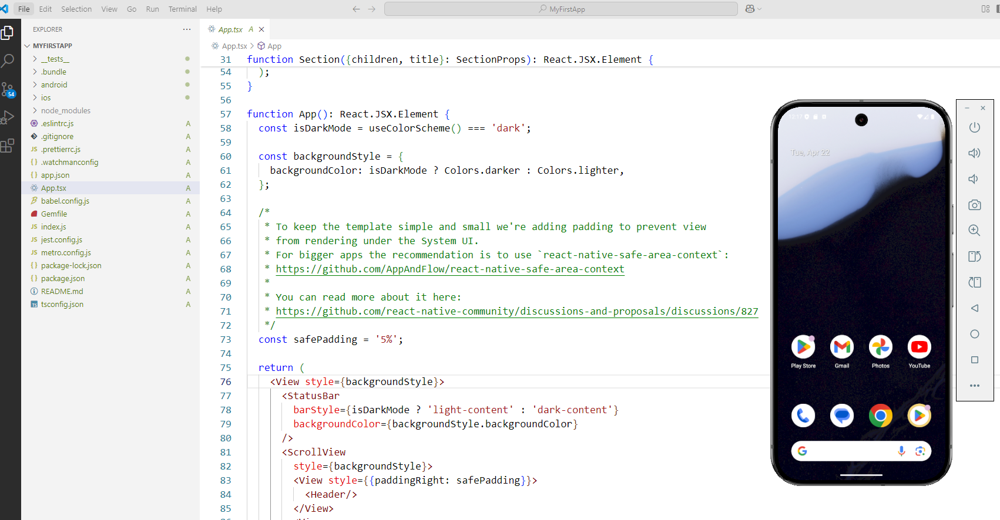 File Edit Selection View Go Run Terminal Help
MyFirstApp
EXPLORER
MYFIRSTAPP
__tests__
.bundle
android
ios
node_modules
.eslintrc.js A
.gitignore A
.prettierrc.js A
.watchmanconfig A
app.json A
App.tsx A
babel.config.js A
Gemfile A
index.js A
jest.config.js A
metro.config.js A
package-lock.json A
package.json A
README.md A
tsconfig.json A
54
App.tsx A
App.tsx > App
31 function Section({children, title}: SectionProps): React.JSX.Element {
54 );
55 }
56
57 function App(): React.JSX.Element {
58 const isDarkMode = useColorScheme() === 'dark';
59
60 const backgroundStyle = {
61 backgroundColor: isDarkMode ? Colors.darker : Colors.lighter,
62 };
63
64 /*
65 * To keep the template simple and small we're adding padding to prevent view
66 * from rendering under the System UI.
67 * For bigger apps the recommendation is to use `react-native-safe-area-context`:
68 * https://github.com/AppAndFlow/react-native-safe-area-context
69 *
70 * You can read more about it here:
71 * https://github.com/react-native-community/discussions-and-proposals/discussions/827
72 */
73 const safePadding = '5%';
74
75 return (
76 <View style={backgroundStyle}>
77 <StatusBar
78 barStyle={isDarkMode ? 'light-content' : 'dark-content'}
79 backgroundColor={backgroundStyle.backgroundColor}
80 />
81 <ScrollView
82 style={backgroundStyle}>
83 <View style={{paddingRight: safePadding}}>
84 <Header/>
85 </View>
12:17
Tue, Apr 22
Play Store Gmail Photos YouTube